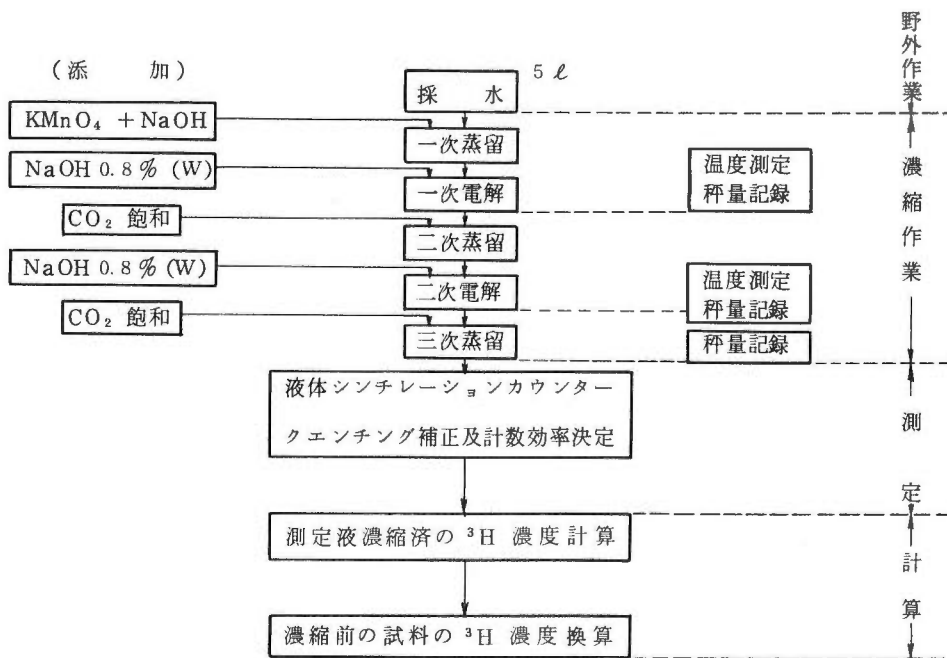 (添　加)
5 ℓ
採　水
野外作業
KMnO₄ + NaOH
一次蒸留
NaOH 0.8% (W)
一次電解
温度測定
秤量記録
CO₂ 飽和
二次蒸留
NaOH 0.8% (W)
二次電解
温度測定
秤量記録
CO₂ 飽和
三次蒸留
秤量記録
濃縮作業
液体シンチレーションカウンター
クエンチング補正及計数効率決定
測定
測定液濃縮済の ³H 濃度計算
濃縮前の試料の ³H 濃度換算
計算